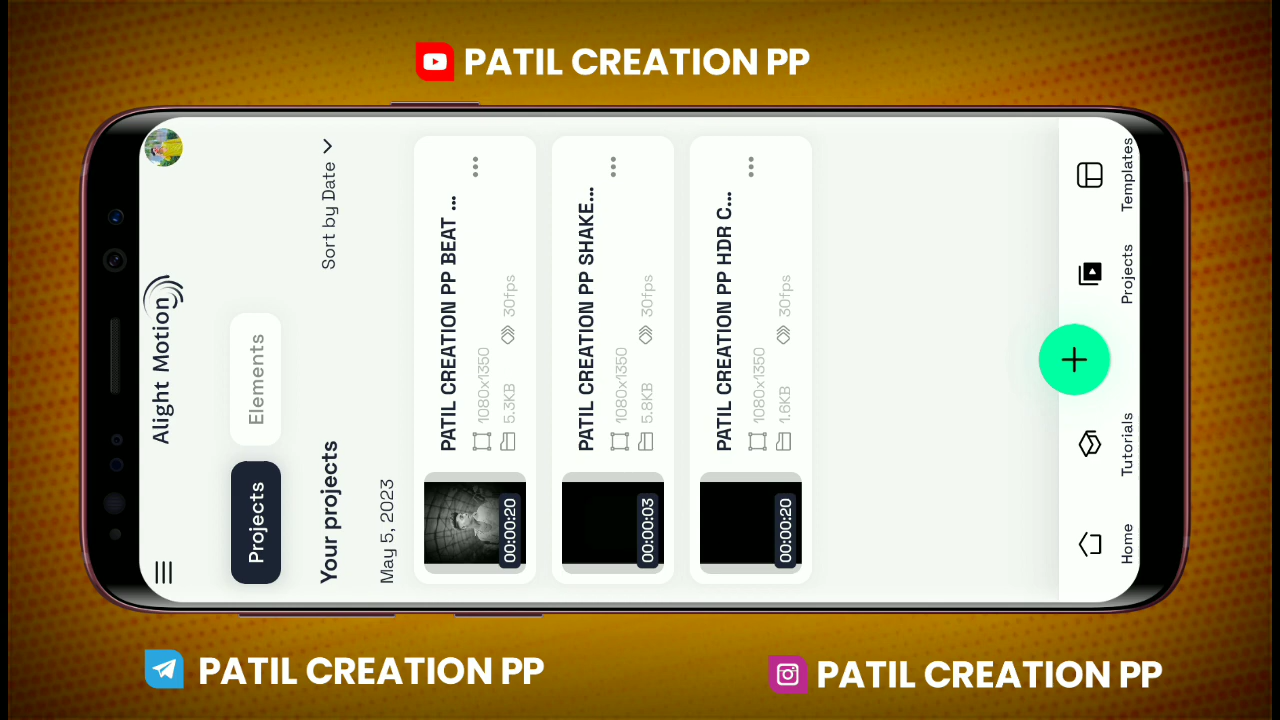 PATIL CREATION PP
Alight Motion
Projects
Elements
Your projects
Sort by Date
May 5, 2023
PATIL CREATION PP BEAT ...
1080x1350
5.3KB
30fps
00:00:20
PATIL CREATION PP SHAKE...
1080x1350
5.8KB
30fps
00:00:03
PATIL CREATION PP HDR C...
1080x1350
1.6KB
30fps
00:00:20
Home
Tutorials
Projects
Templates
PATIL CREATION PP
PATIL CREATION PP